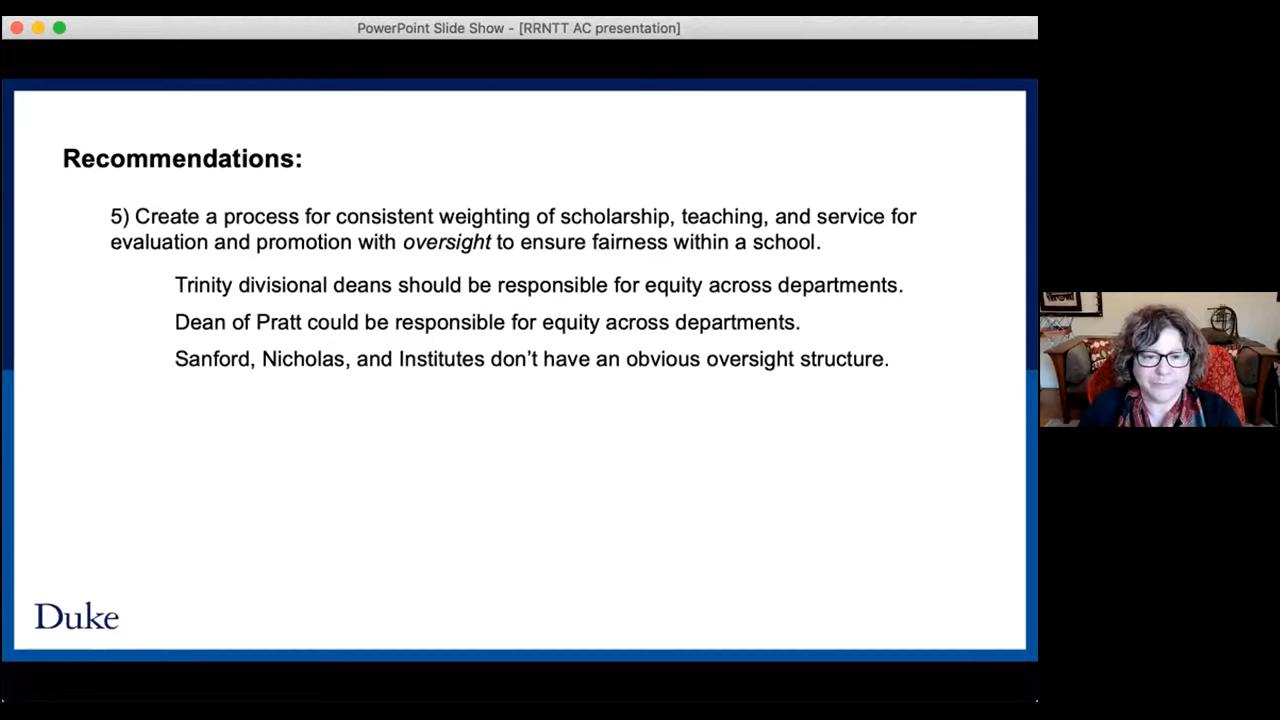 PowerPoint Slide Show - [RRNTT AC presentation]
Recommendations:
5) Create a process for consistent weighting of scholarship, teaching, and service for
evaluation and promotion with oversight to ensure fairness within a school.
Trinity divisional deans should be responsible for equity across departments.
Dean of Pratt could be responsible for equity across departments.
Sanford, Nicholas, and Institutes don’t have an obvious oversight structure.
Duke